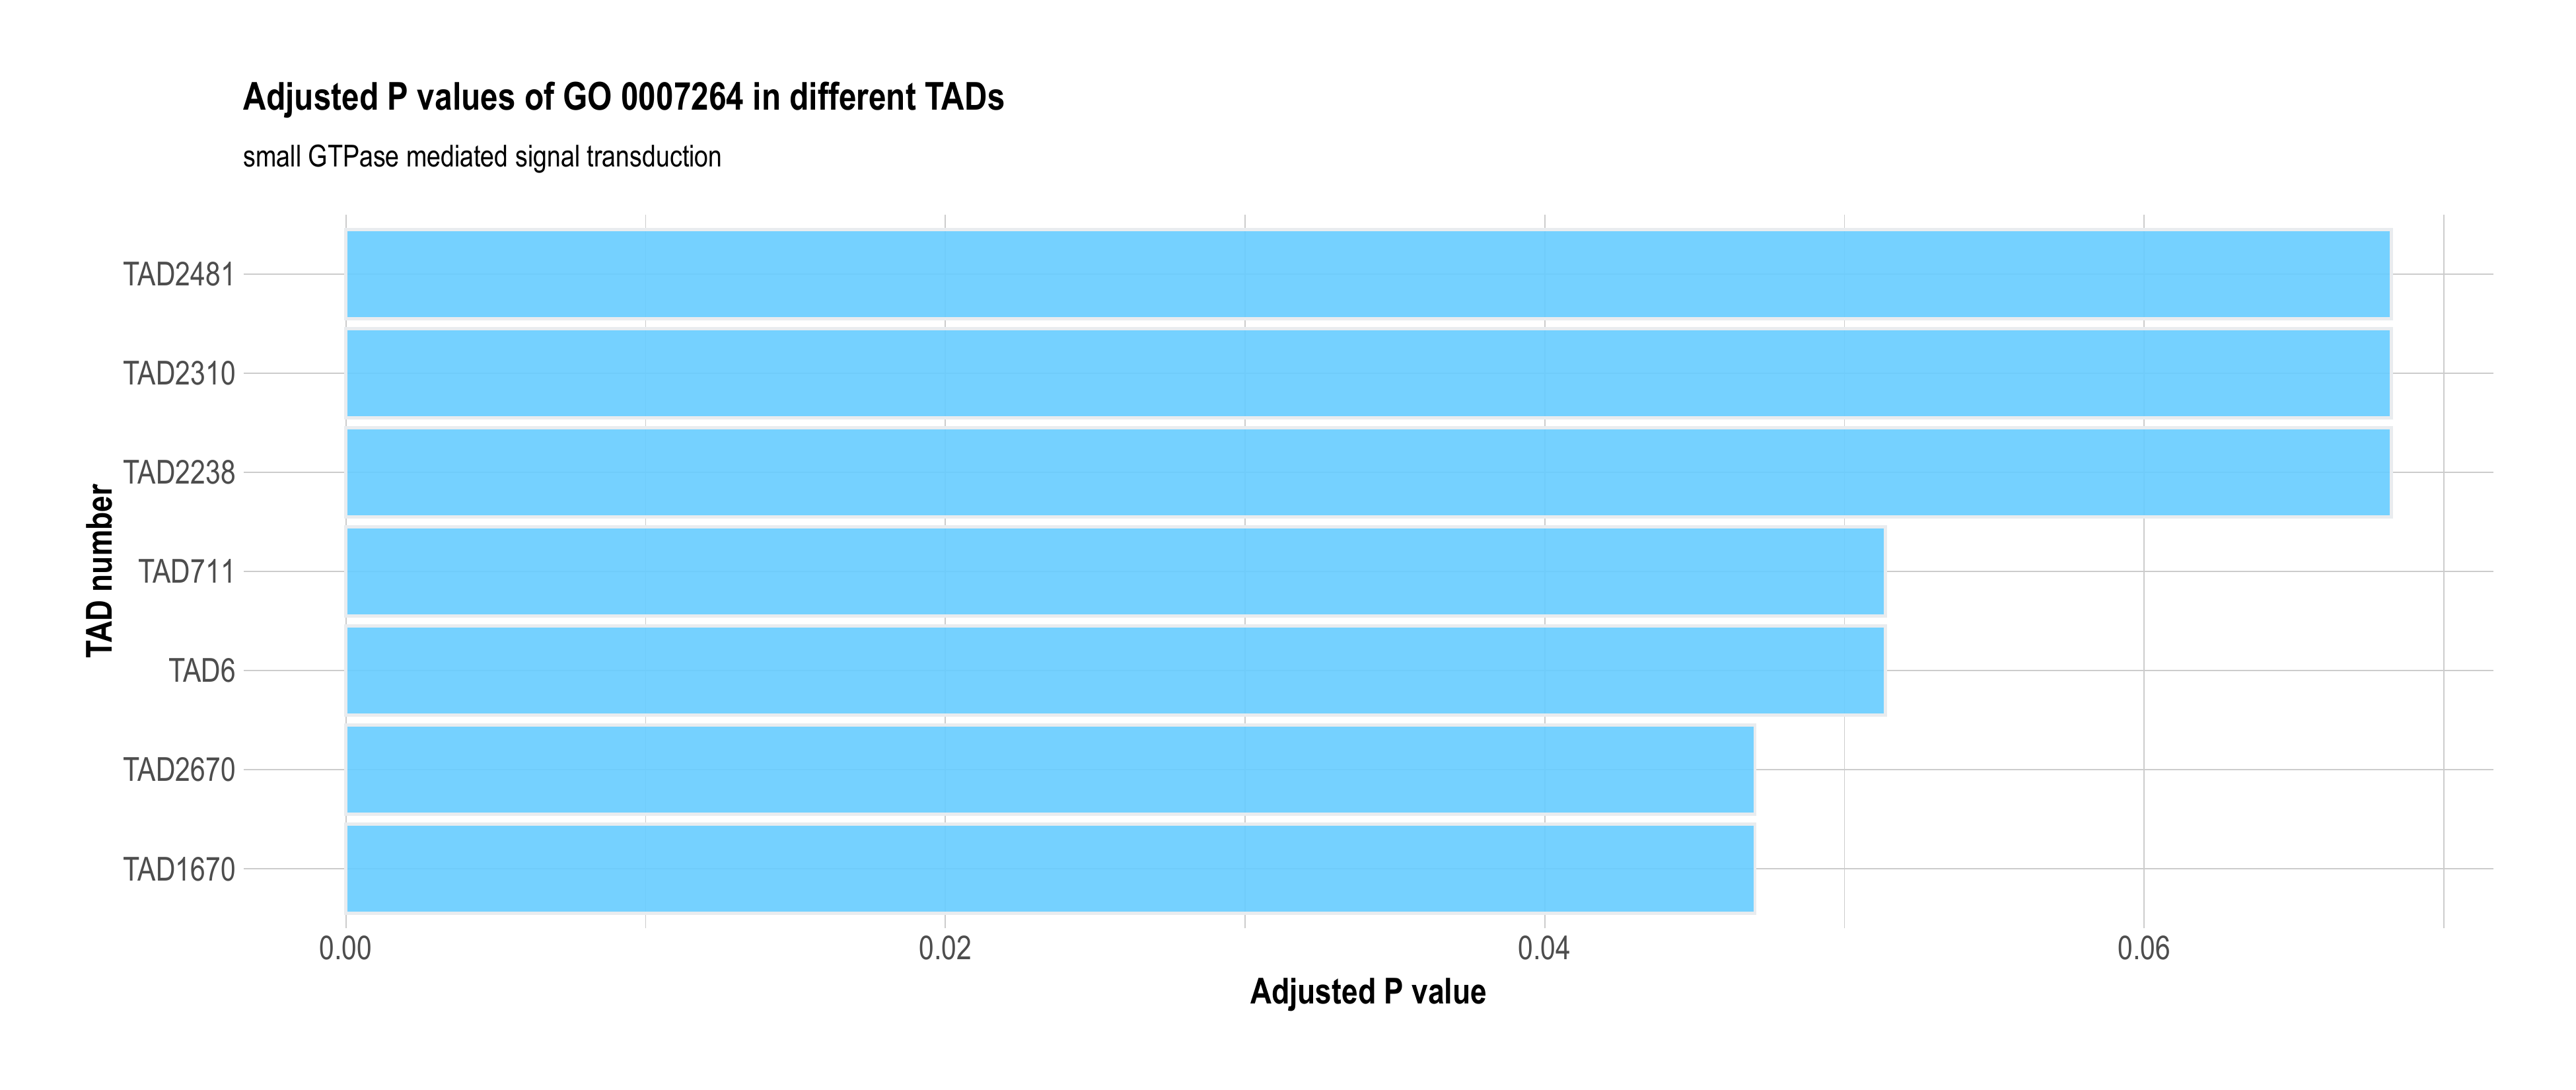 Adjusted P values of GO 0007264 in different TADs
small GTPase mediated signal transduction
TAD number
TAD2481
TAD2310
TAD2238
TAD711
TAD6
TAD2670
TAD1670
0.00 0.02 0.04 0.06
Adjusted P value